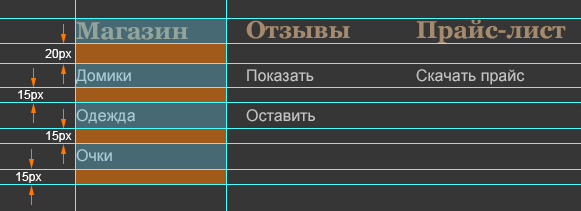 Магазин Отзывы Прайс-лист
20px
Домики Показать Скачать прайс
15px
Одежда Оставить
15px
Очки
15px